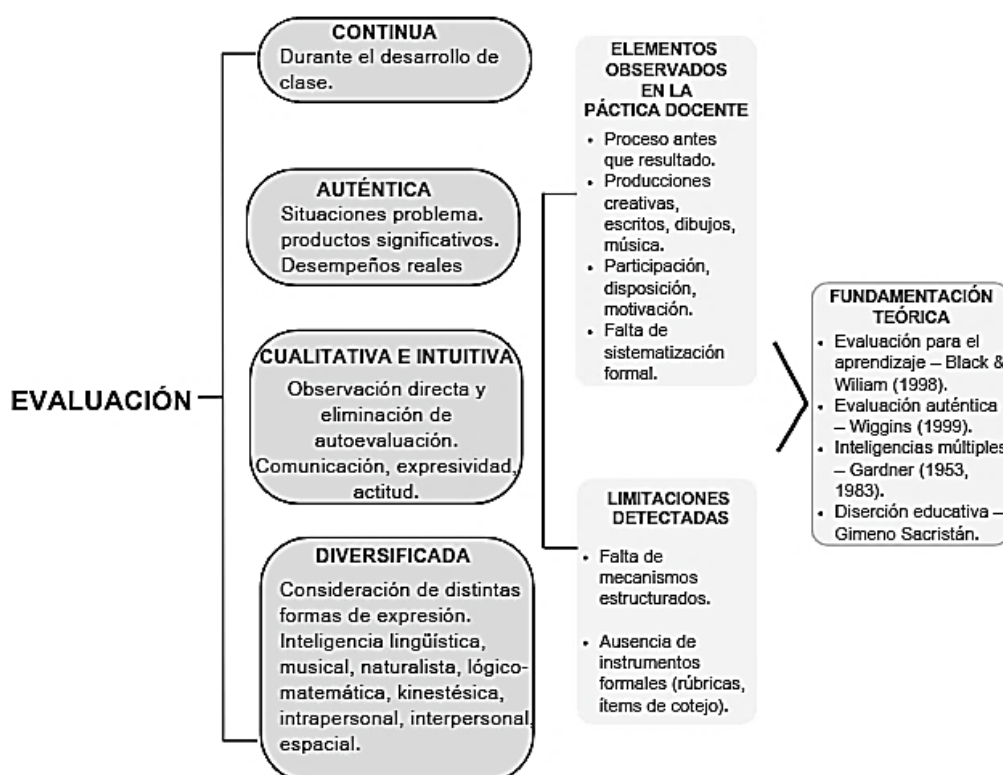 EVALUACIÓN
CONTINUA
Durante el desarrollo de
clase.
AUTÉNTICA
Situaciones problema.
productos significativos.
Desempeños reales
CUALITATIVA E INTUITIVA
Observación directa y
eliminación de
autoevaluación.
Comunicación, expresividad,
actitud.
DIVERSIFICADA
Consideración de distintas
formas de expresión.
Inteligencia lingüística,
musical, naturalista, lógico-
matemática, kinestésica,
intrapersonal, interpersonal,
espacial.
ELEMENTOS
OBSERVADOS
EN LA
PÁCTICA DOCENTE
• Proceso antes
que resultado.
• Producciones
creativas,
escritos, dibujos,
música.
• Participación,
disposición,
motivación.
• Falta de
sistematización
formal.
LIMITACIONES
DETECTADAS
• Falta de
mecanismos
estructurados.
• Ausencia de
instrumentos
formales (rúbricas,
ítems de cotejo).
FUNDAMENTACIÓN
TEÓRICA
• Evaluación para el
aprendizaje – Black &
Wiliam (1998).
• Evaluación auténtica
– Wiggins (1999).
• Inteligencias múltiples
– Gardner (1953,
1983).
• Diserción educativa –
Gimeno Sacristán.